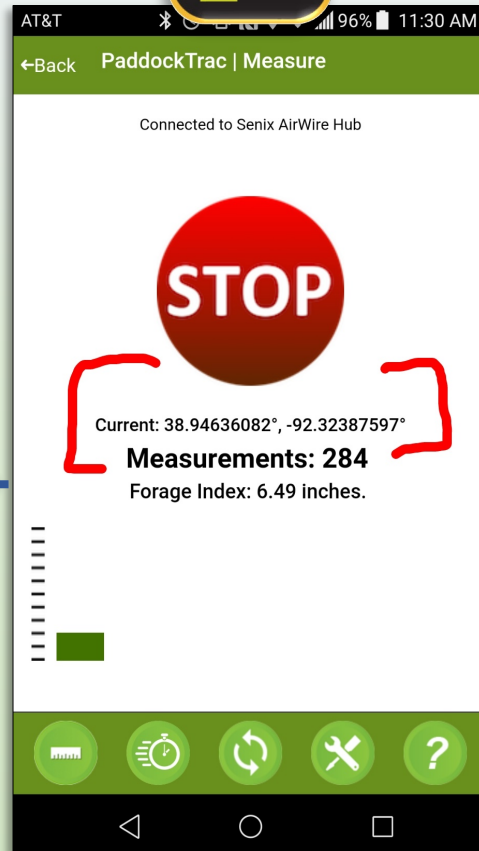 AT&T 96% 11:30 AM
←Back PaddockTrac | Measure
Connected to Senix AirWire Hub
STOP
Current: 38.94636082°, -92.32387597°
Measurements: 284
Forage Index: 6.49 inches.
?